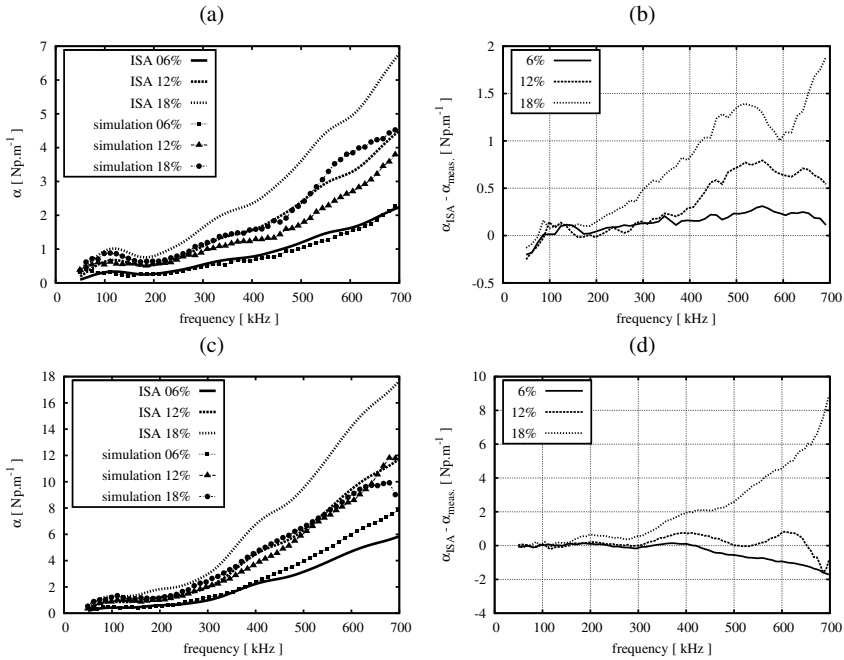 (a)
7
6
5
4
3
2
1
0
α [ Np.m-1 ]
ISA 06%
ISA 12%
ISA 18%
simulation 06%
simulation 12%
simulation 18%
0 100 200 300 400 500 600 700
frequency [ kHz ]
(b)
2
1.5
1
0.5
0
-0.5
αISA - αmeas. [ Np.m-1 ]
6%
12%
18%
0 100 200 300 400 500 600 700
frequency [ kHz ]
(c)
18
16
14
12
10
8
6
4
2
0
α [ Np.m-1 ]
ISA 06%
ISA 12%
ISA 18%
simulation 06%
simulation 12%
simulation 18%
0 100 200 300 400 500 600 700
frequency [ kHz ]
(d)
10
8
6
4
2
0
-2
-4
αISA - αmeas. [ Np.m-1 ]
6%
12%
18%
0 100 200 300 400 500 600 700
frequency [ kHz ]